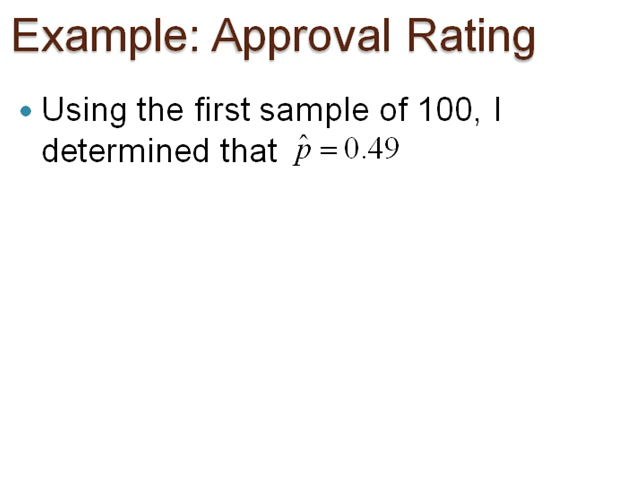 Example: Approval Rating
• Using the first sample of 100, I
determined that p̂ = 0.49